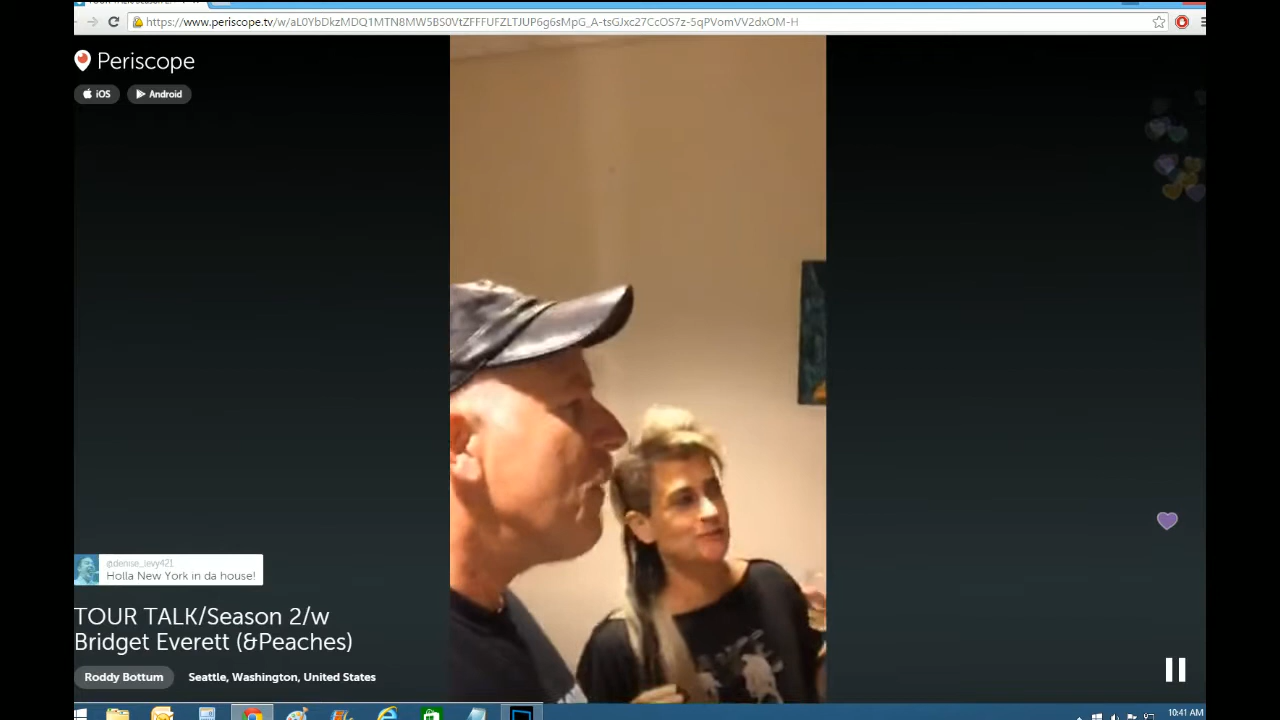 https://www.periscope.tv/w/aL0YbDkzMDQ1MTN8MW5BS0VtZFFFUFZLTJUP6g6sMpG_A-tsGJxc27CcOS7z-5qPVomVV2dxOM-H
Periscope
iOS
Android
@denise_levy421
Holla New York in da house!
TOUR TALK/Season 2/w
Bridget Everett (&Peaches)
Roddy Bottum
Seattle, Washington, United States
10:41 AM